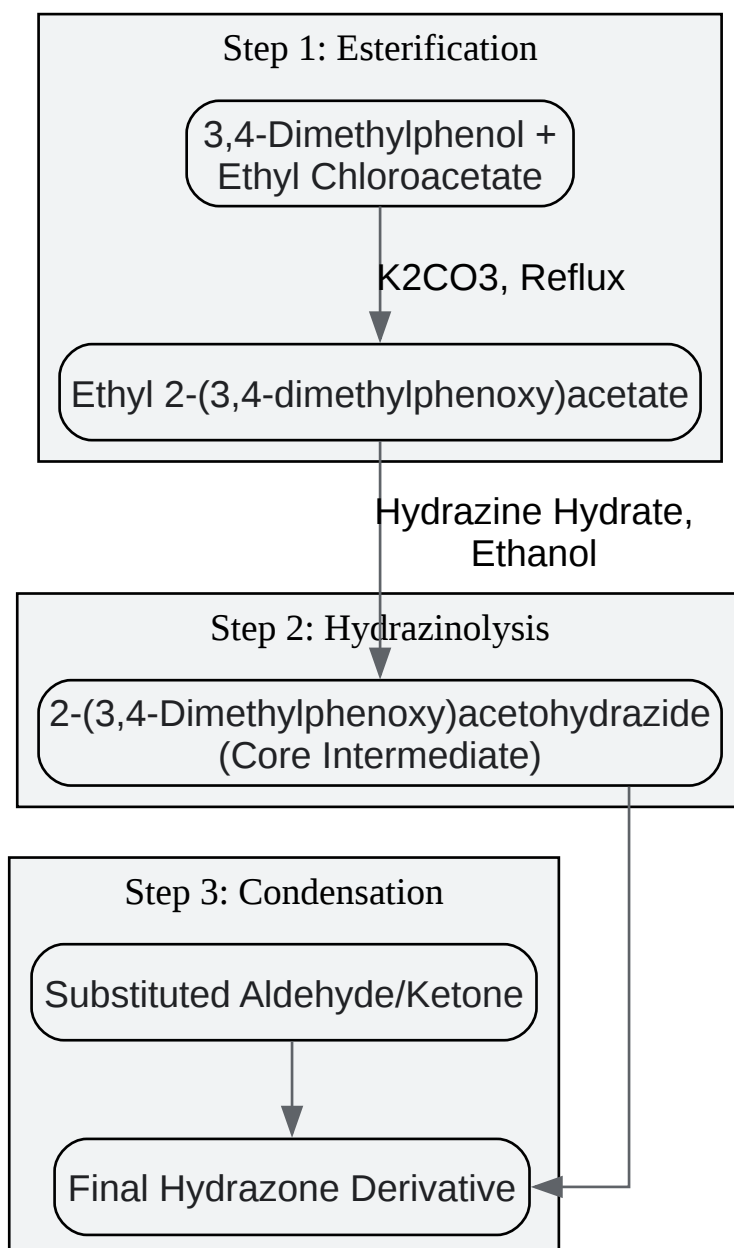 Step 1: Esterification
3,4-Dimethylphenol +
Ethyl Chloroacetate
K2CO3, Reflux
Ethyl 2-(3,4-dimethylphenoxy)acetate
Hydrazine Hydrate,
Ethanol
Step 2: Hydrazinolysis
2-(3,4-Dimethylphenoxy)acetohydrazide
(Core Intermediate)
Step 3: Condensation
Substituted Aldehyde/Ketone
Final Hydrazone Derivative